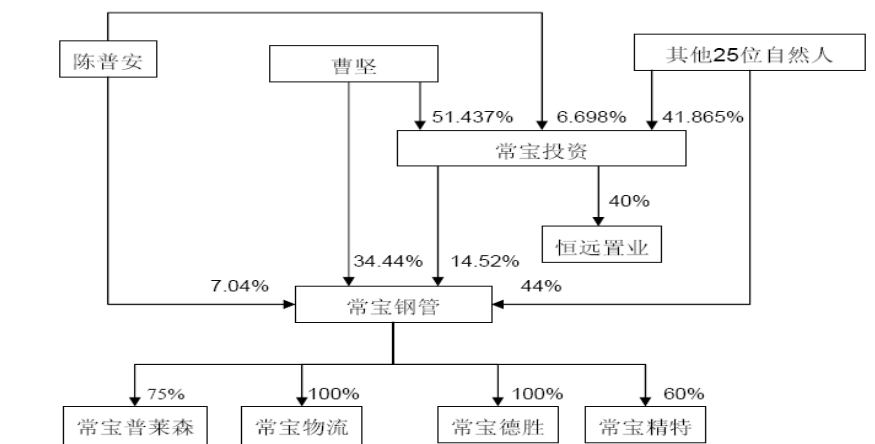 陈普安
曹坚
其他25位自然人
51.437%
6.698%
41.865%
常宝投资
40%
恒远置业
34.44%
14.52%
7.04%
44%
常宝钢管
75%
100%
100%
60%
常宝普莱森
常宝物流
常宝德胜
常宝精特